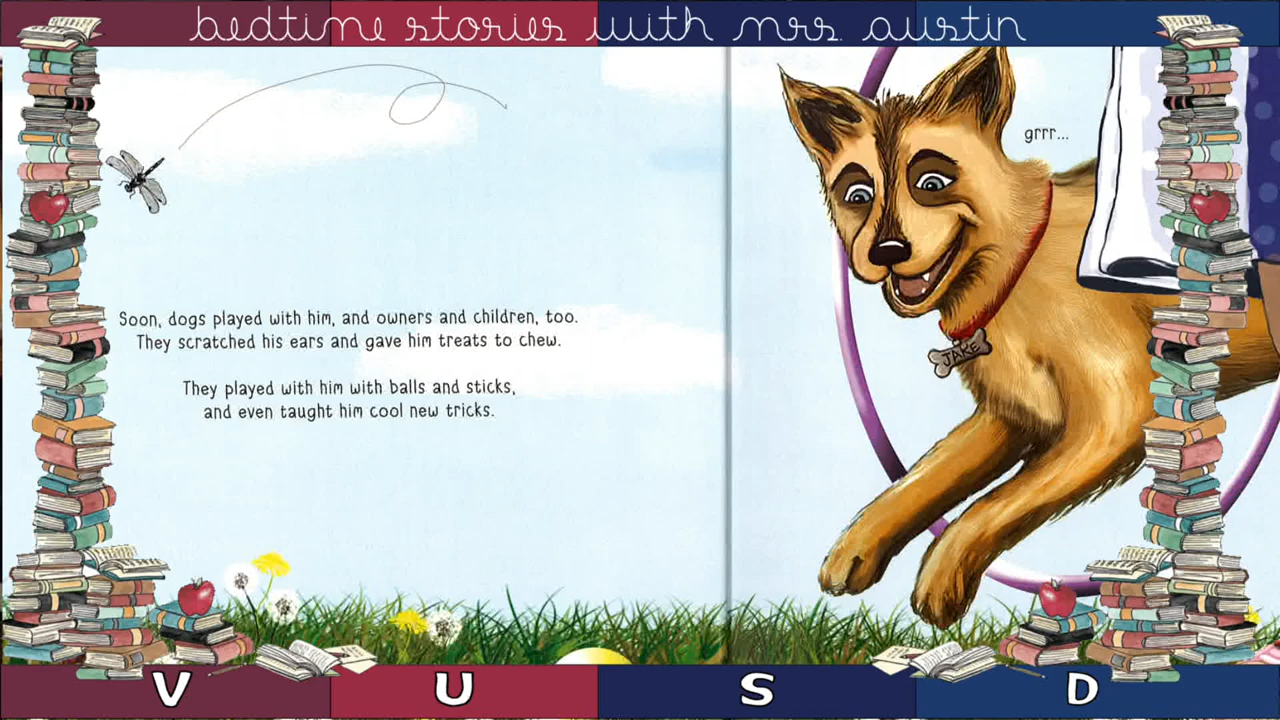 bedtime stories with mrs. austin
grrr...
Soon, dogs played with him, and owners and children, too.
They scratched his ears and gave him treats to chew.
They played with him with balls and sticks,
and even taught him cool new tricks.
JAKE
V U S D